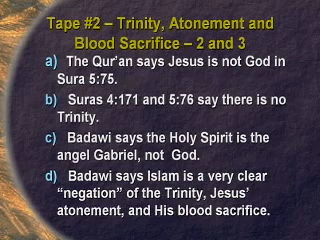 Tape #2 – Trinity, Atonement and
Blood Sacrifice – 2 and 3
a) The Qur’an says Jesus is not God in
Sura 5:75.
b) Suras 4:171 and 5:76 say there is no
Trinity.
c) Badawi says the Holy Spirit is the
angel Gabriel, not God.
d) Badawi says Islam is a very clear
“negation” of the Trinity, Jesus’
atonement, and His blood sacrifice.